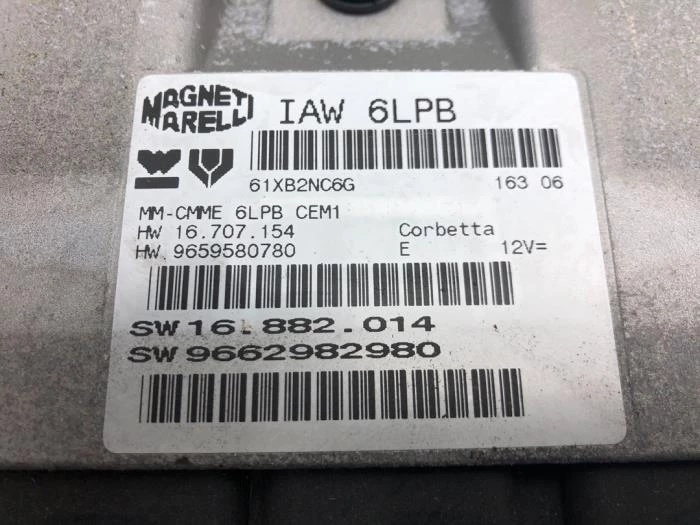 MAGNETI
MARELLI
IAW 6LPB
61XB2NC6G 163 06
MM-CMME 6LPB CEM1
HW 16.707.154 Corbetta
HW 9659580780 E 12V=
SW 16.882.014
SW 9662982980